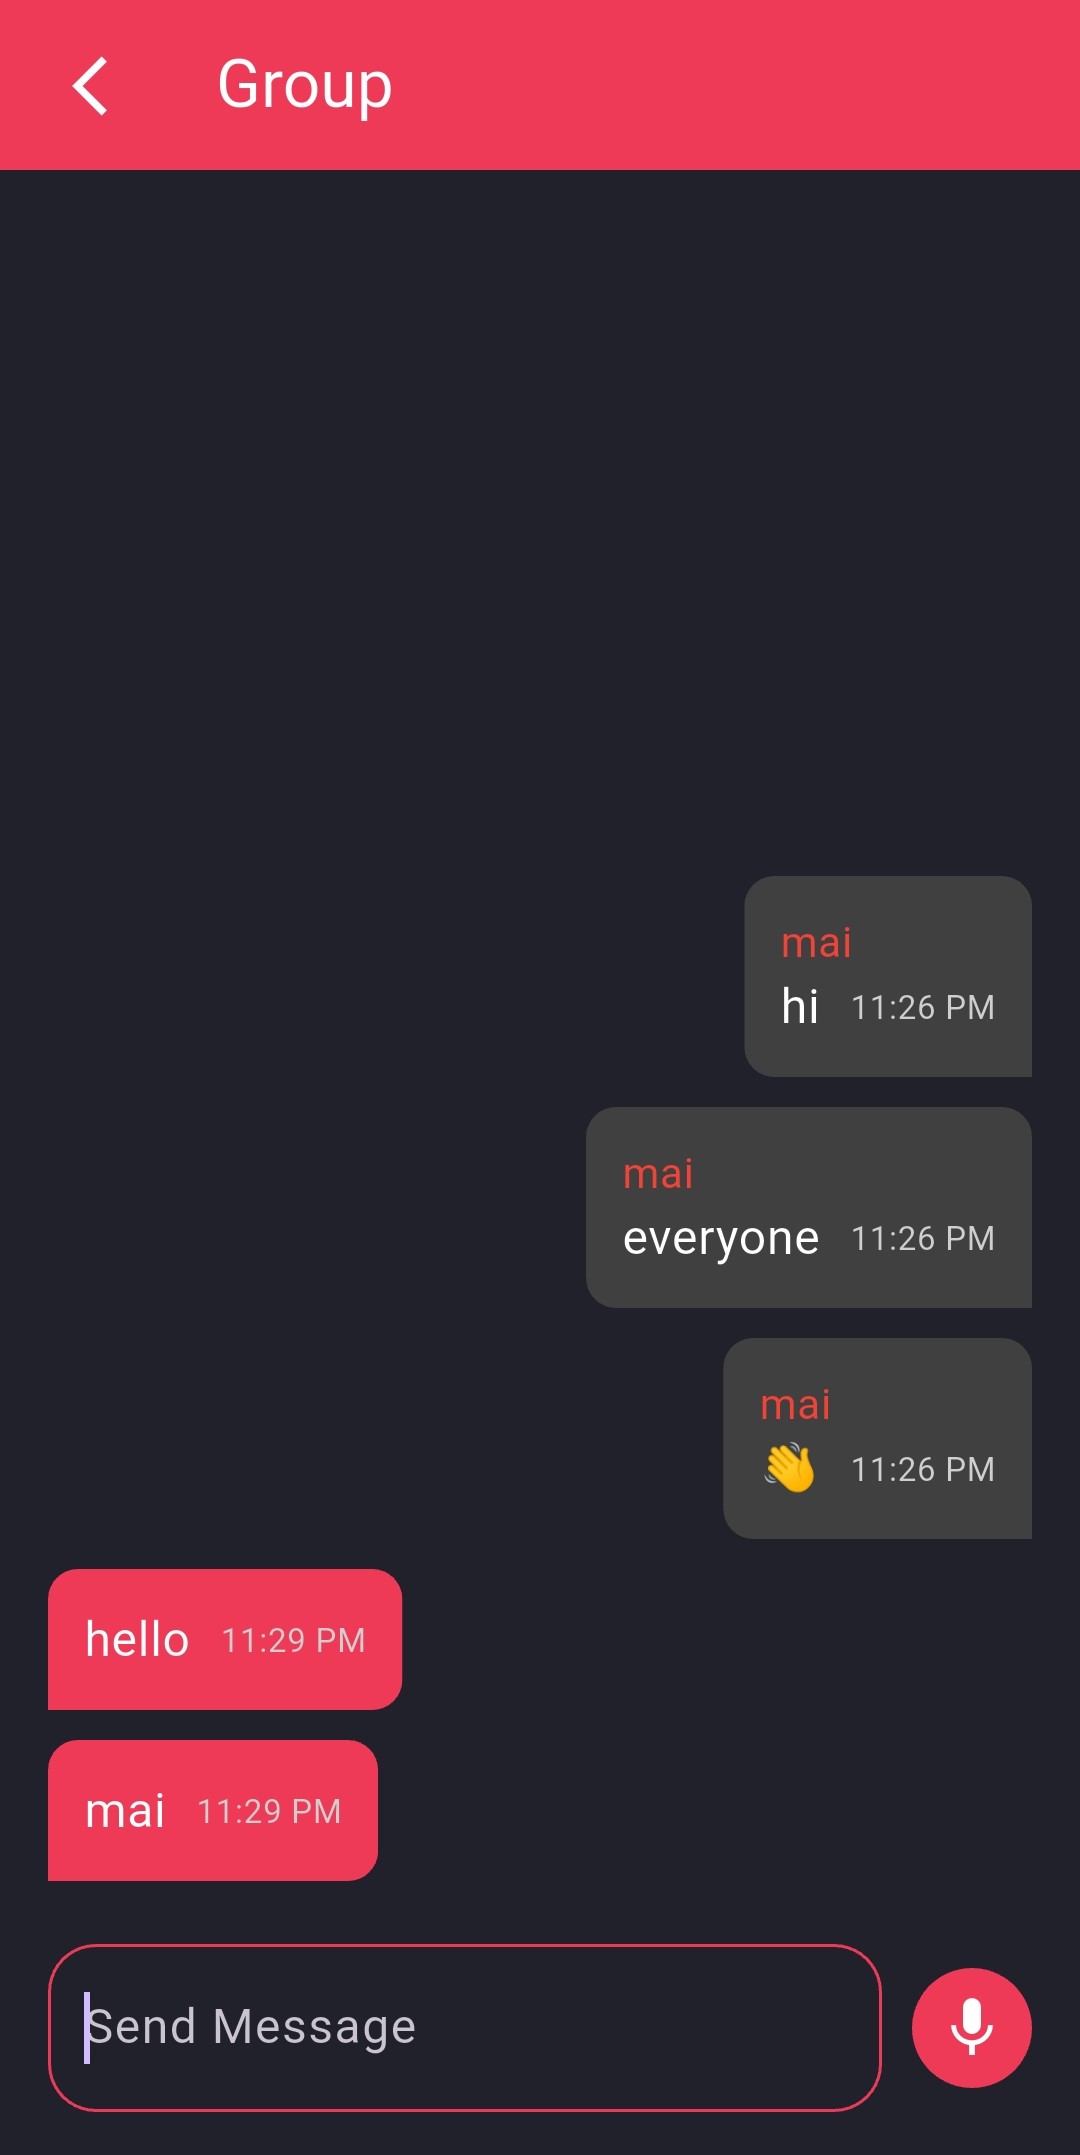 Group
mai
hi 11:26 PM
mai
everyone 11:26 PM
mai
👋 11:26 PM
hello 11:29 PM
mai 11:29 PM
Send Message